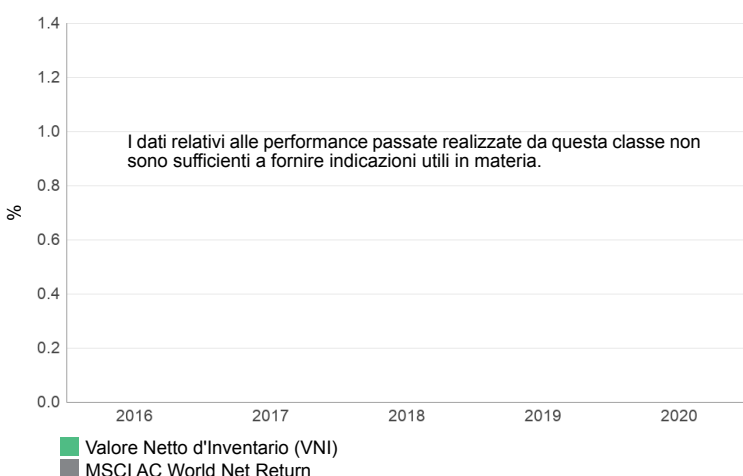 1.4
1.2
1.0
I dati relativi alle performance passate realizzate da questa classe non
sono sufficienti a fornire indicazioni utili in materia.
0.8
%
0.6
0.4
0.2
0.0
2016 2017 2018 2019 2020
Valore Netto d'Inventario (VNI)
MSCI AC World Net Return